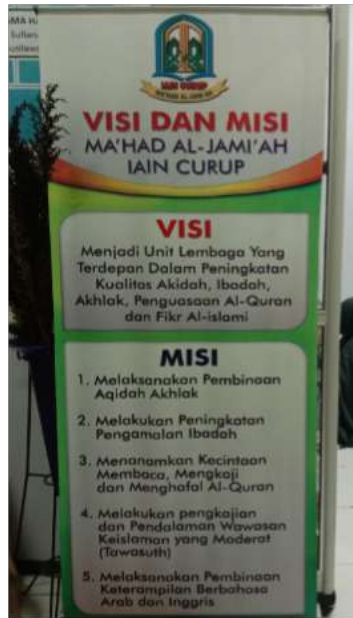 IAIN CURUP
VISI DAN MISI
MA'HAD AL-JAMI'AH
IAIN CURUP
VISI
Menjadi Unit Lembaga Yang
Terdepan Dalam Peningkatan
Kualitas Akidah, Ibadah,
Akhlak, Penguasaan Al-Quran
dan Fikr Al-islami
MISI
1. Melaksanakan Pembinaan
Aqidah Akhlak
2. Melakukan Peningkatan
Pengamalan Ibadah
3. Menanamkan Kecintaan
Membaca, Mengkaji
dan Menghafal Al-Quran
4. Melakukan pengkajian
dan Pendalaman Wawasan
Keislaman yang Moderat
(Tawasuth)
5. Melaksanakan Pembinaan
Keterampilan Berbahasa
Arab dan Inggris